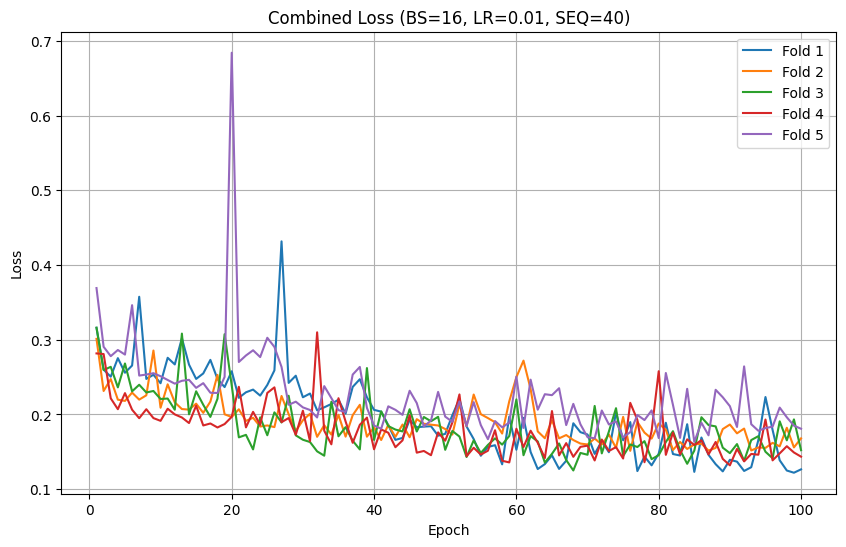 Combined Loss (BS=16, LR=0.01, SEQ=40)
Loss
0.7
0.6
0.5
0.4
0.3
0.2
0.1
Fold 1
Fold 2
Fold 3
Fold 4
Fold 5
0 20 40 60 80 100
Epoch